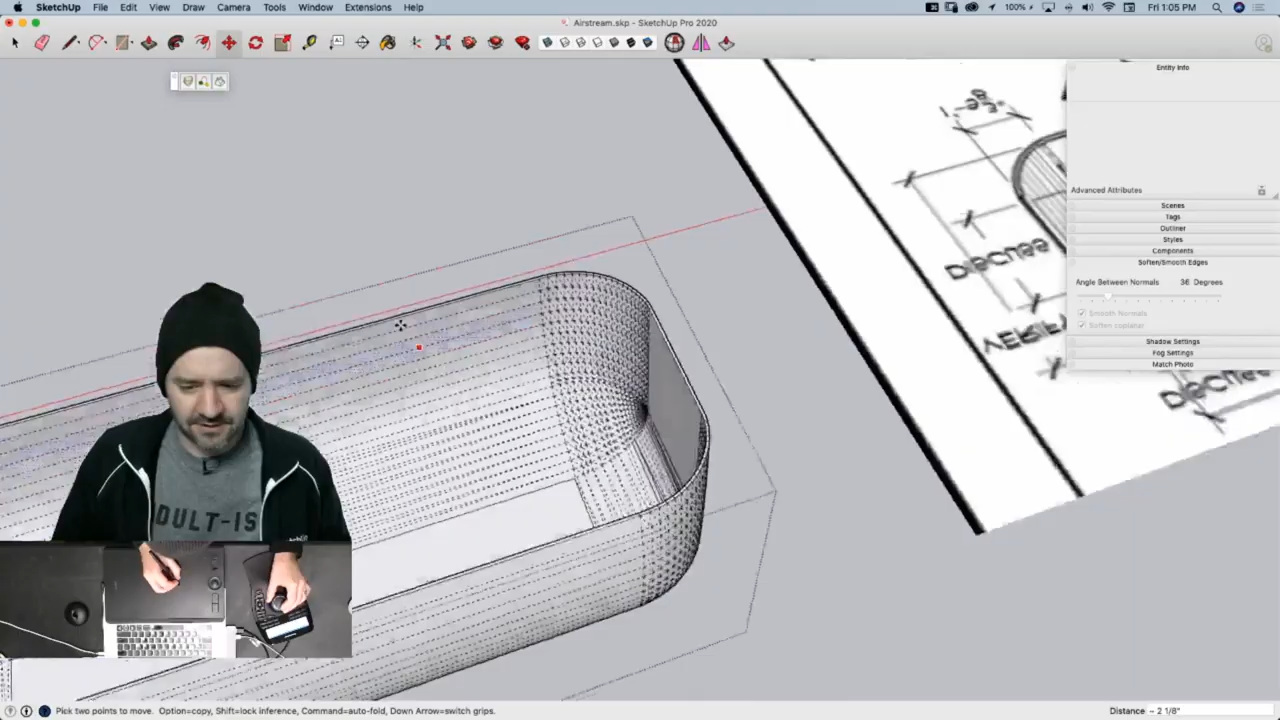 SketchUp File Edit View Draw Camera Tools Window Extensions Help
100% Fri 1:05 PM
Airstream.skp - SketchUp Pro 2020
Entity Info
Advanced Attributes
Scenes
Tags
Outliner
Styles
Components
Soften/Smooth Edges
Angle Between Normals 36 Degrees
Smooth Normals
Soften coplanar
Shadow Settings
Fog Settings
Match Photo
DULT-IS
Pick two points to move. Option=copy, Shift=lock inference, Command=auto-fold, Down Arrow=switch grips.
Distance ~ 2 1/8"